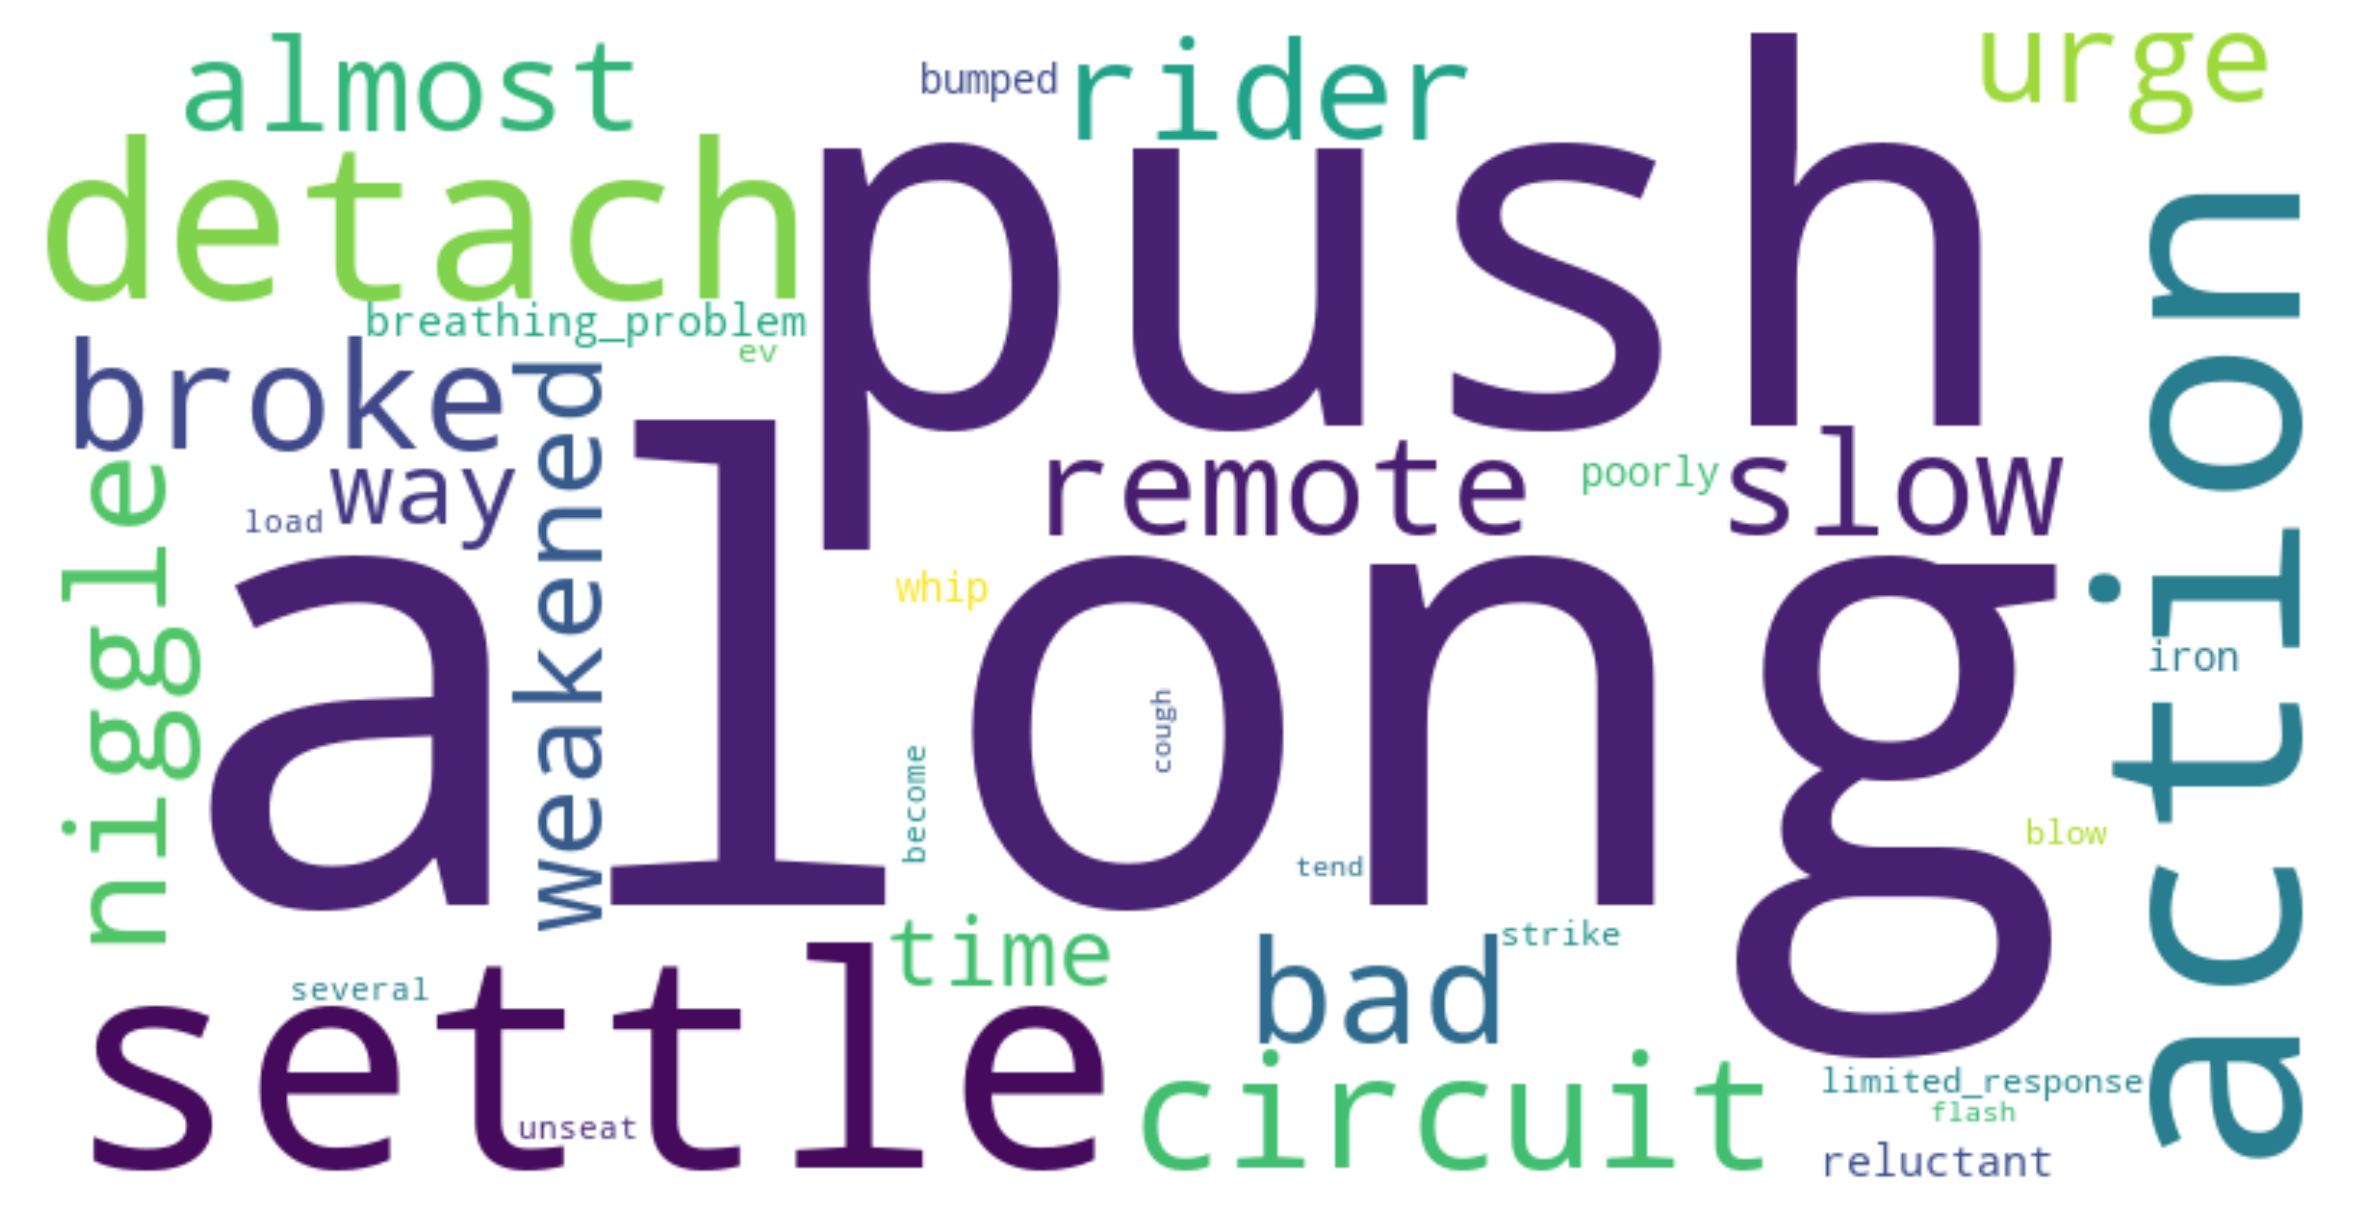 almost
bumped
rider
urge
detach
push
breathing_problem
ev
broke
weakened
action
niggle
way
load
remote
poorly
slow
along
whip
iron
cough
become
tend
blow
time
strike
bad
several
settle
unseat
circuit
limited_response
flash
reluctant